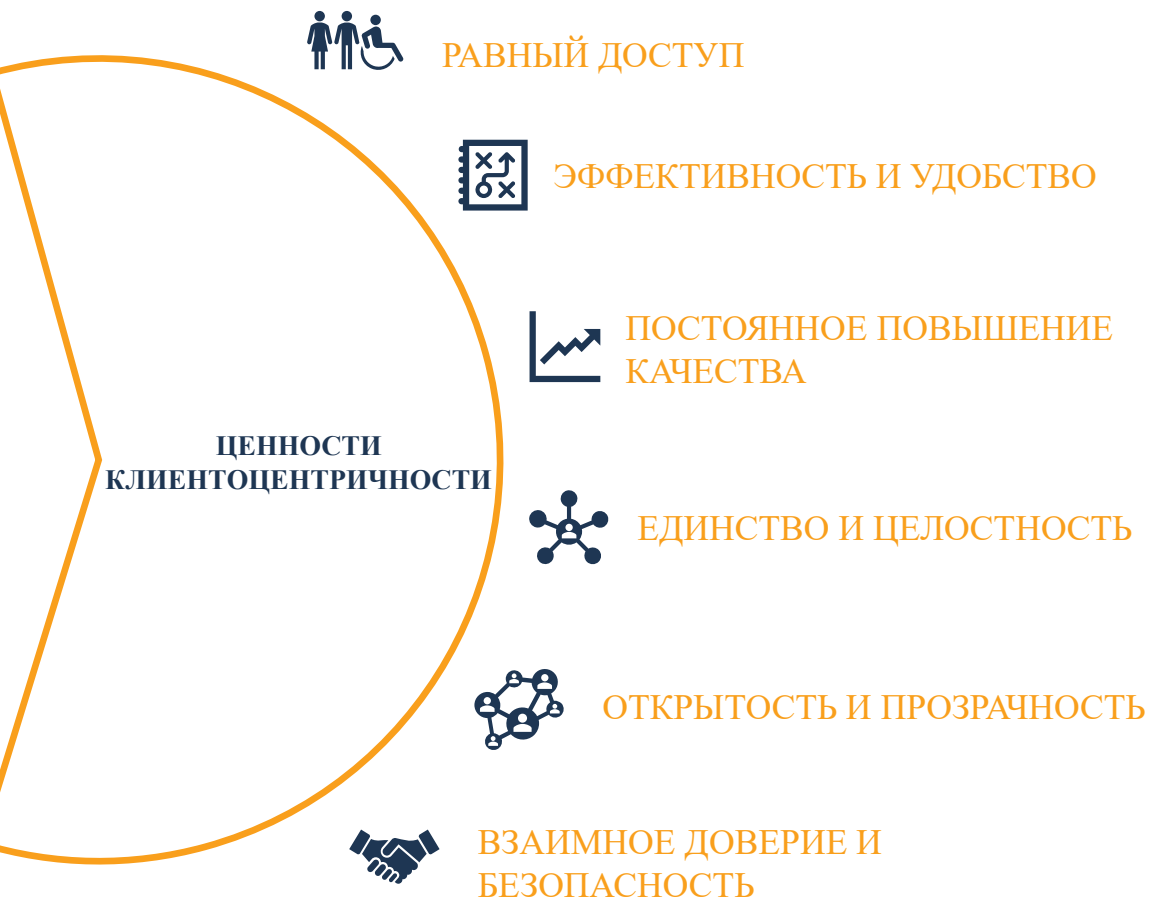 РАВНЫЙ ДОСТУП
ЭФФЕКТИВНОСТЬ И УДОБСТВО
ПОСТОЯННОЕ ПОВЫШЕНИЕ
КАЧЕСТВА
ЦЕННОСТИ
КЛИЕНТОЦЕНТРИЧНОСТИ
ЕДИНСТВО И ЦЕЛОСТНОСТЬ
ОТКРЫТОСТЬ И ПРОЗРАЧНОСТЬ
ВЗАИМНОЕ ДОВЕРИЕ И
БЕЗОПАСНОСТЬ